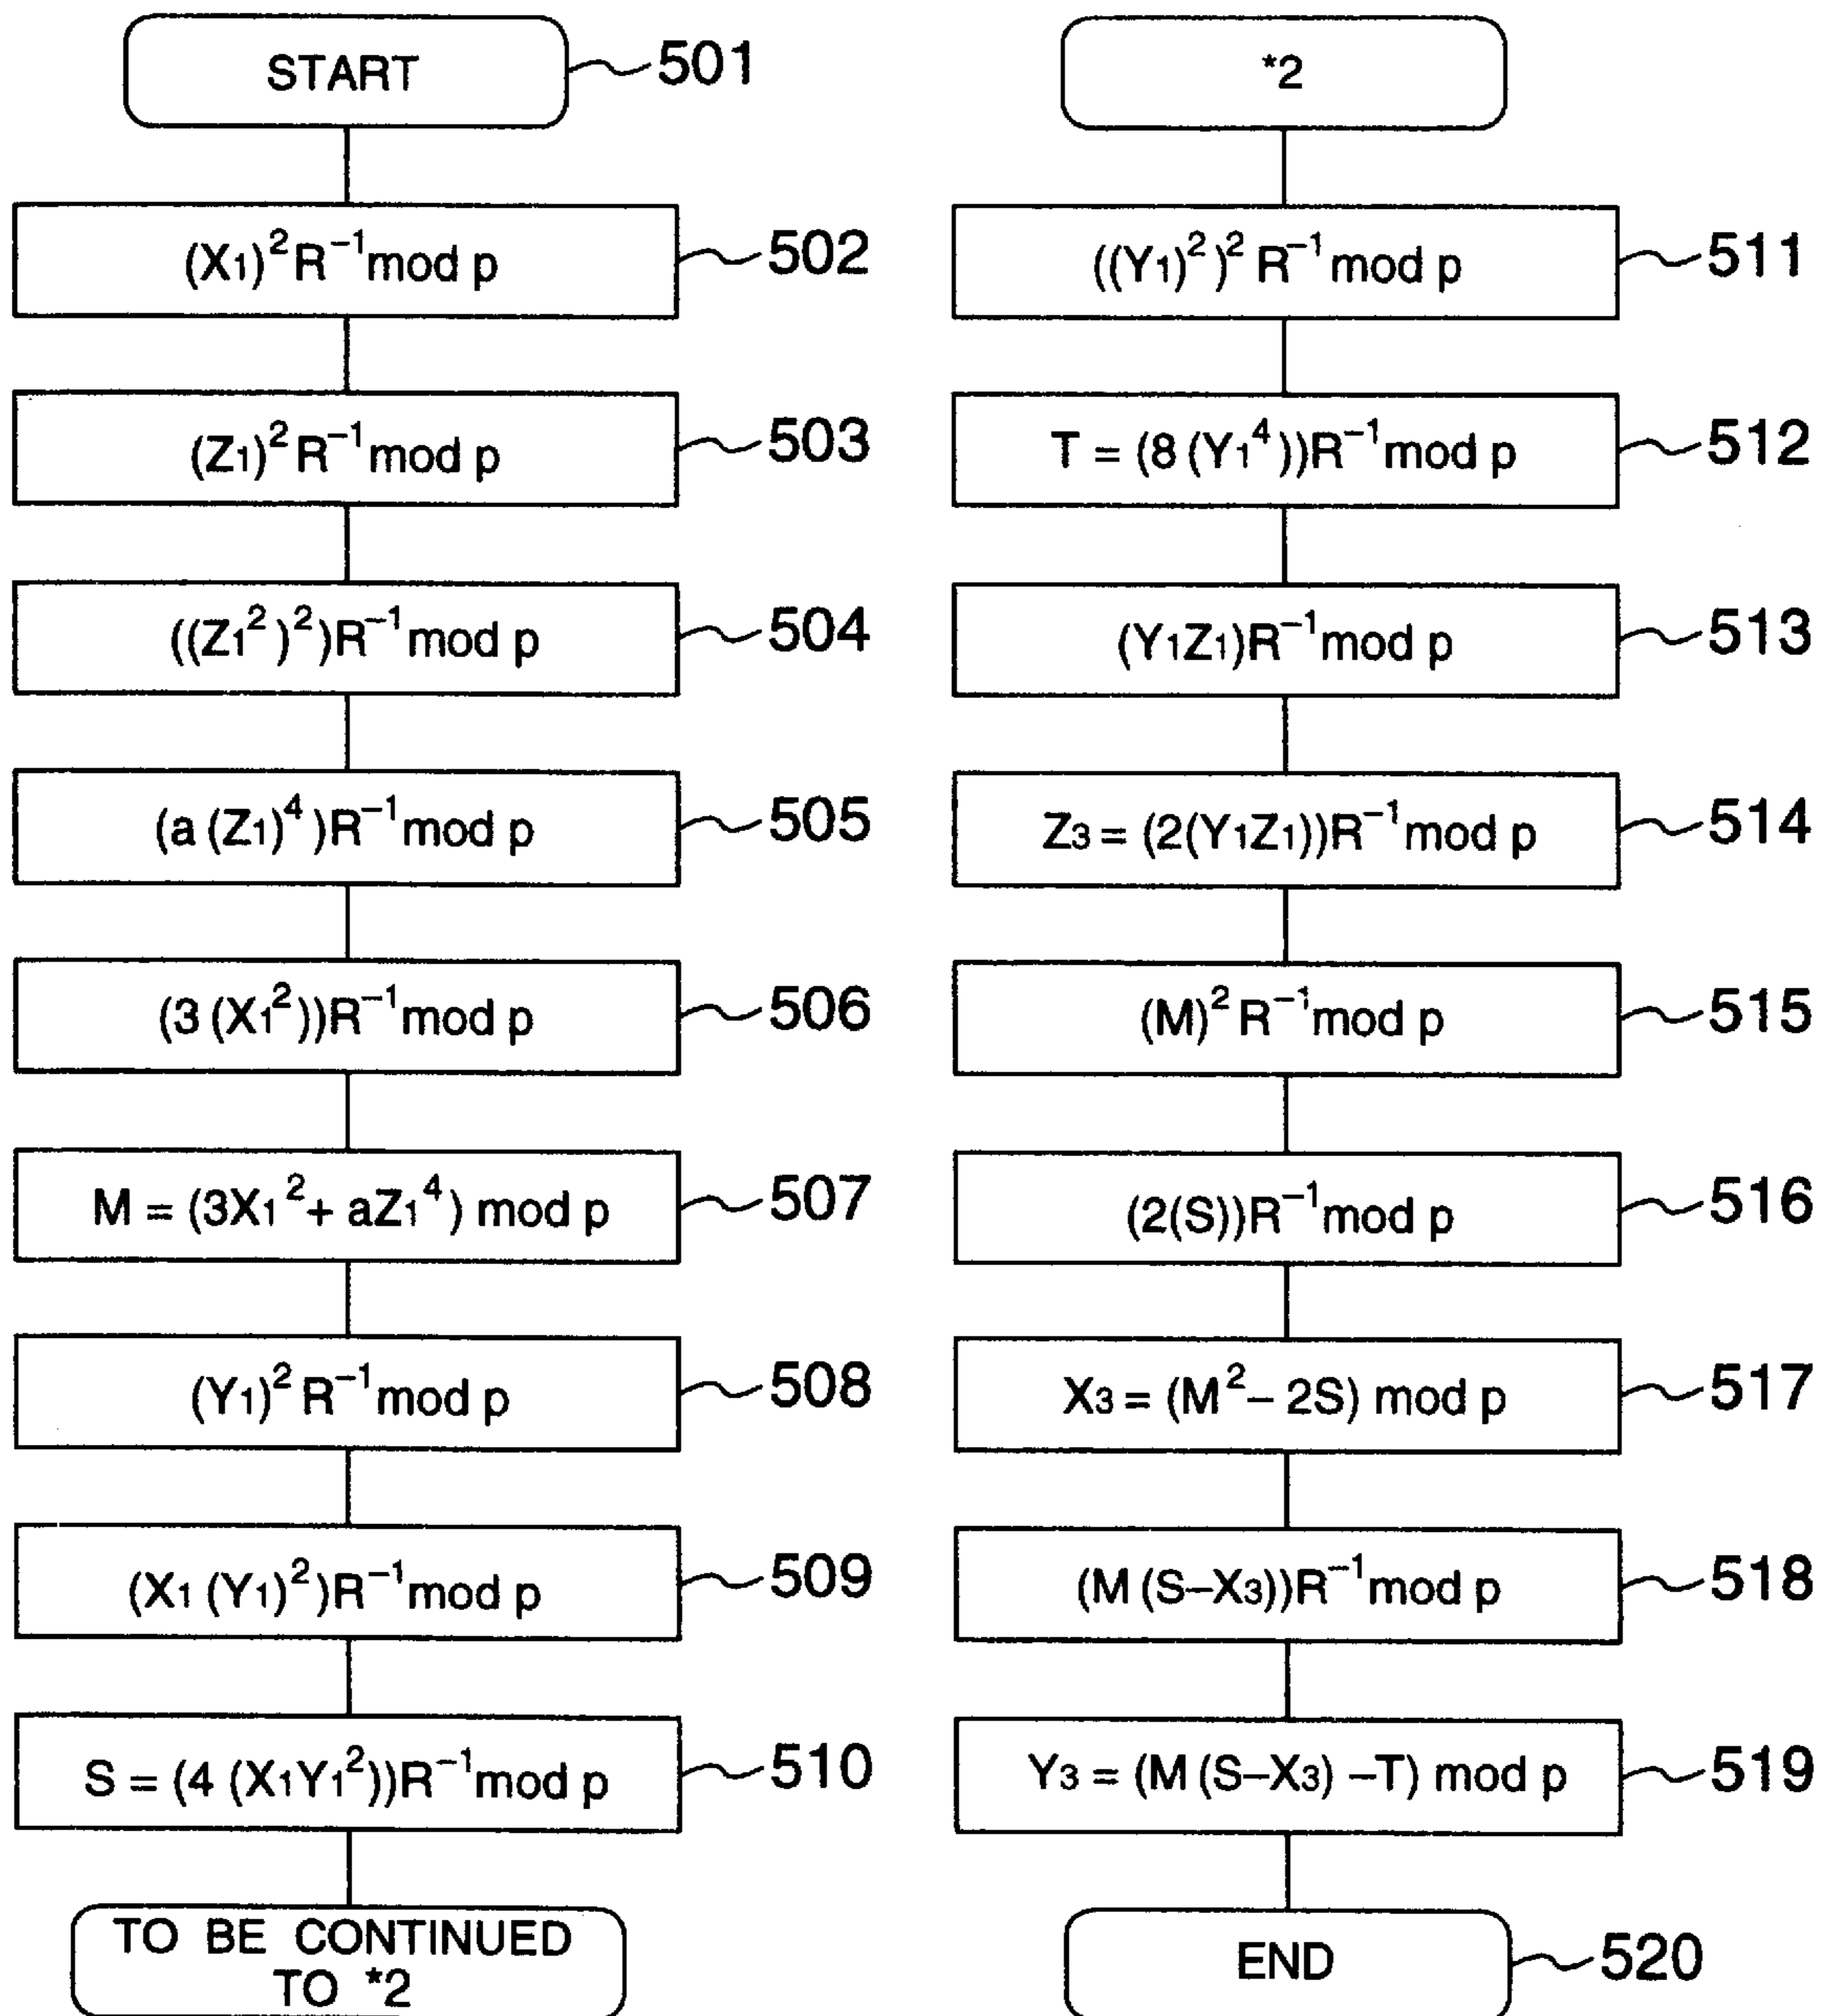 START 501
(X₁)²R⁻¹mod p 502
(Z₁)²R⁻¹mod p 503
((Z₁²)²)R⁻¹mod p 504
(a(Z₁)⁴)R⁻¹mod p 505
(3(X₁²))R⁻¹mod p 506
M = (3X₁²+ aZ₁⁴) mod p 507
(Y₁)²R⁻¹mod p 508
(X₁(Y₁)²)R⁻¹mod p 509
S = (4(X₁Y₁²))R⁻¹mod p 510
TO BE CONTINUED
TO *2
*2
((Y₁)²)²R⁻¹mod p 511
T = (8(Y₁⁴))R⁻¹mod p 512
(Y₁Z₁)R⁻¹mod p 513
Z₃ = (2(Y₁Z₁))R⁻¹mod p 514
(M)²R⁻¹mod p 515
(2(S))R⁻¹mod p 516
X₃ = (M²– 2S) mod p 517
(M(S–X₃))R⁻¹mod p 518
Y₃ = (M(S–X₃) –T) mod p 519
END 520